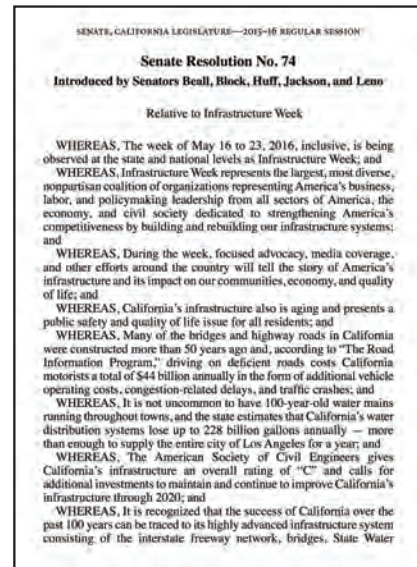 SENATE, CALIFORNIA LEGISLATURE—2015–16 REGULAR SESSION
Senate Resolution No. 74
Introduced by Senators Beall, Block, Huff, Jackson, and Leno
Relative to Infrastructure Week
WHEREAS, The week of May 16 to 23, 2016, inclusive, is being
observed at the state and national levels as Infrastructure Week; and
WHEREAS, Infrastructure Week represents the largest, most diverse,
nonpartisan coalition of organizations representing America's business,
labor, and policymaking leadership from all sectors of America, the
economy, and civil society dedicated to strengthening America's
competitiveness by building and rebuilding our infrastructure systems;
and
WHEREAS, During the week, focused advocacy, media coverage,
and other efforts around the country will tell the story of America's
infrastructure and its impact on our communities, economy, and quality
of life; and
WHEREAS, California's infrastructure also is aging and presents a
public safety and quality of life issue for all residents; and
WHEREAS, Many of the bridges and highway roads in California
were constructed more than 50 years ago and, according to "The Road
Information Program," driving on deficient roads costs California
motorists a total of $44 billion annually in the form of additional vehicle
operating costs, congestion-related delays, and traffic crashes; and
WHEREAS, It is not uncommon to have 100-year-old water mains
running throughout towns, and the state estimates that California's water
distribution systems lose up to 228 billion gallons annually — more
than enough to supply the entire city of Los Angeles for a year; and
WHEREAS, The American Society of Civil Engineers gives
California's infrastructure an overall rating of "C" and calls for
additional investments to maintain and continue to improve California's
infrastructure through 2020; and
WHEREAS, It is recognized that the success of California over the
past 100 years can be traced to its highly advanced infrastructure system
consisting of the interstate freeway network, bridges, State Water